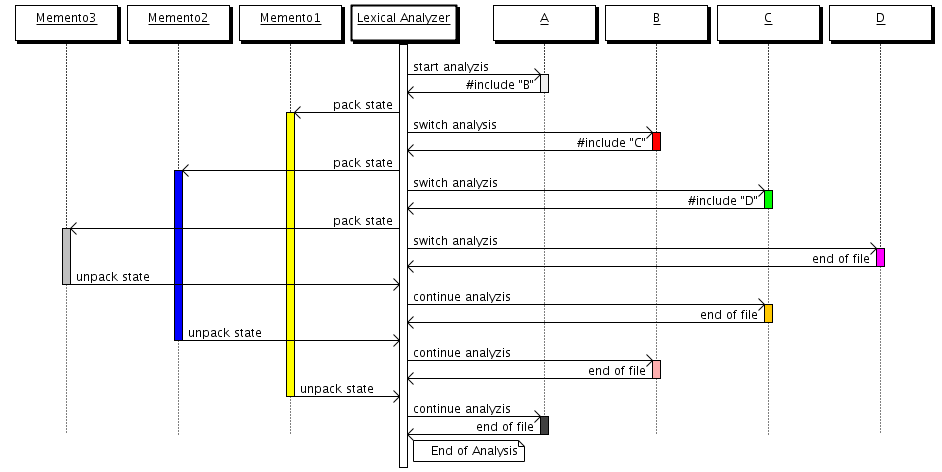 Memento3 Memento2 Memento1 Lexical Analyzer A B C D
start analyzis
#include "B"
pack state
switch analysis
#include "C"
pack state
switch analyzis
#include "D"
pack state
switch analyzis
end of file
unpack state
continue analyzis
end of file
unpack state
continue analyzis
end of file
unpack state
continue analyzis
end of file
End of Analysis